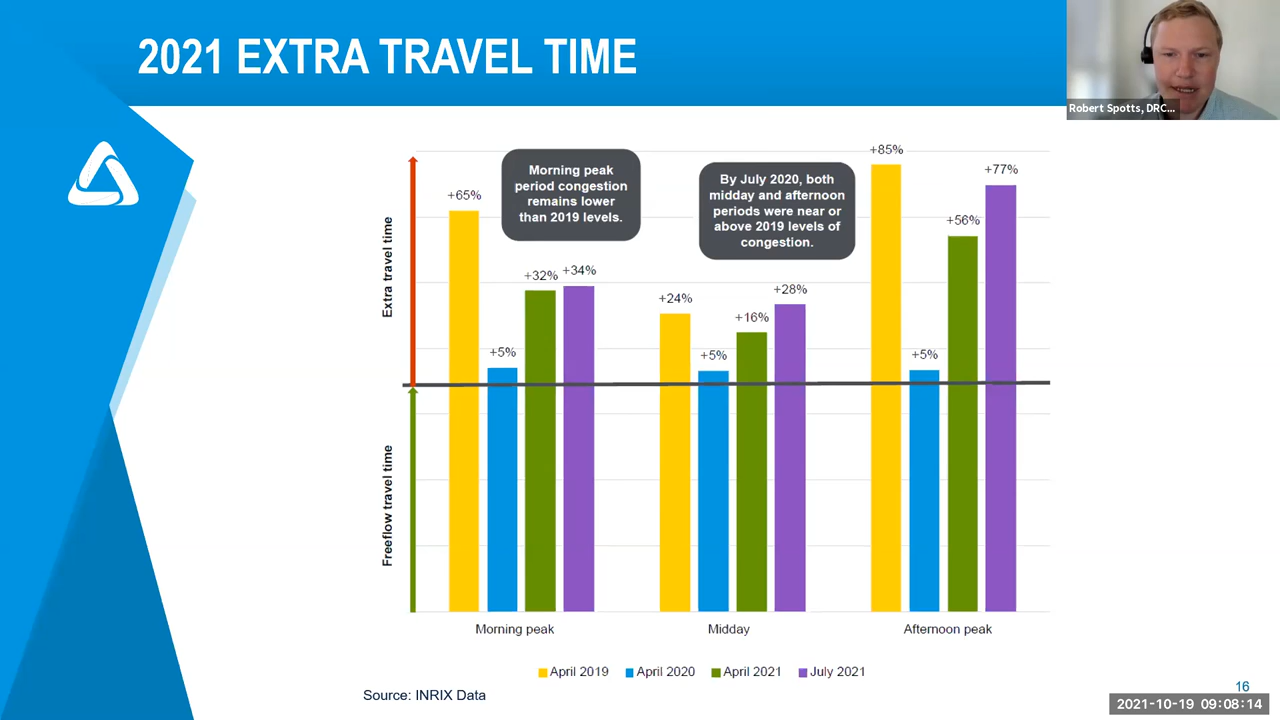 2021 EXTRA TRAVEL TIME
Robert Spotts, DRC...
+85%
Morning peak
period congestion
remains lower
than 2019 levels.
By July 2020, both
midday and afternoon
periods were near or
above 2019 levels of
congestion.
+77%
+65%
+56%
Extra travel time
+32%
+34%
+24%
+28%
+16%
+5%
+5%
+5%
Freeflow travel time
Morning peak
Midday
Afternoon peak
April 2019
April 2020
April 2021
July 2021
Source: INRIX Data
16
2021-10-19 09:08:14